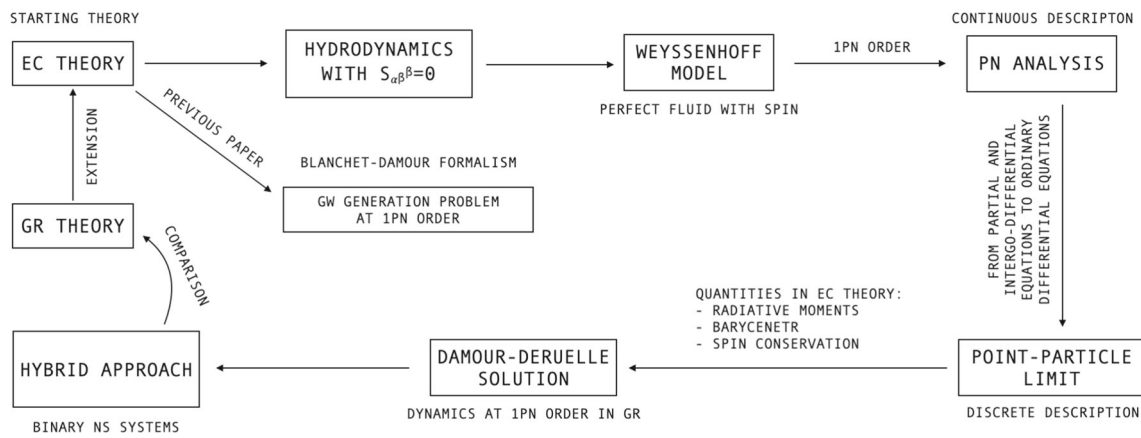 STARTING THEORY
EC THEORY
HYDRODYNAMICS
WITH Sαβᵝ=0
WEYSSENHOFF
MODEL
PERFECT FLUID WITH SPIN
1PN ORDER
CONTINUOUS DESCRIPTON
PN ANALYSIS
EXTENSION
PREVIOUS PAPER
BLANCHET-DAMOUR FORMALISM
GW GENERATION PROBLEM
AT 1PN ORDER
GR THEORY
COMPARISON
FROM PARTIAL AND
INTERGO-DIFFERENTIAL
EQUATIONS TO ORDINARY
DIFFERENTIAL EQUATIONS
QUANTITIES IN EC THEORY:
- RADIATIVE MOMENTS
- BARYCENETR
- SPIN CONSERVATION
HYBRID APPROACH
BINARY NS SYSTEMS
DAMOUR-DERUELLE
SOLUTION
DYNAMICS AT 1PN ORDER IN GR
POINT-PARTICLE
LIMIT
DISCRETE DESCRIPTION